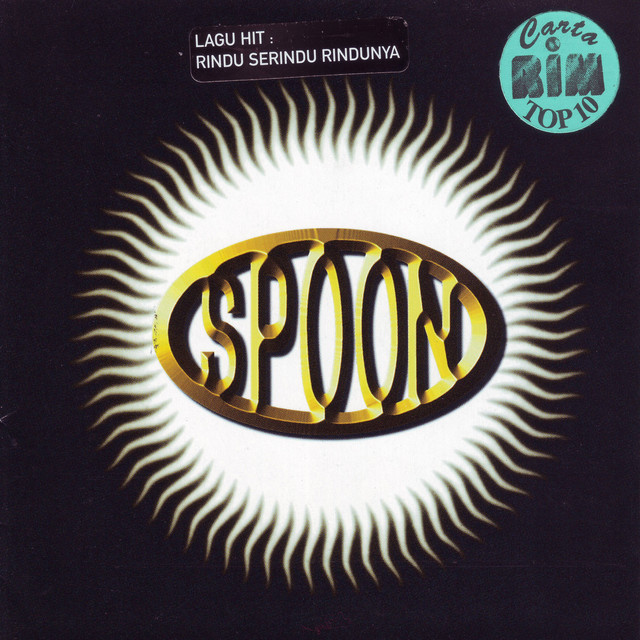 LAGU HIT :
RINDU SERINDU RINDUNYA
Carta
RIM
TOP 10
SPOON